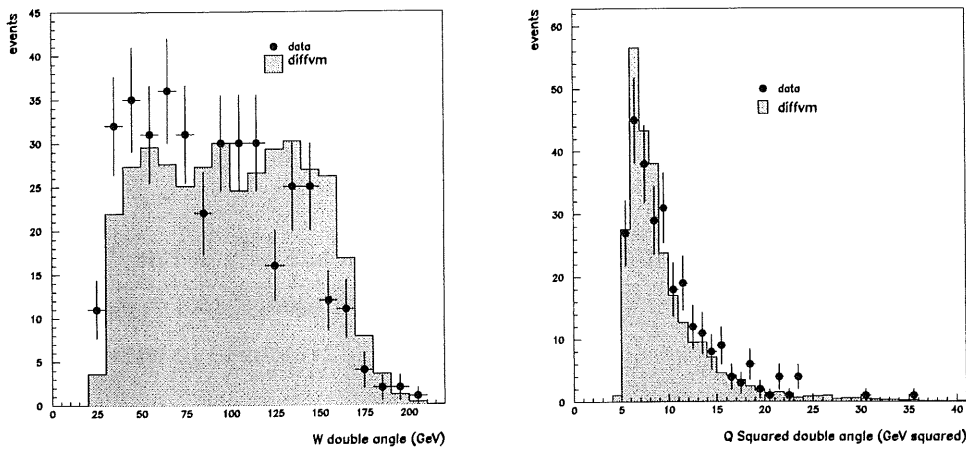 events
45
40
35
30
25
20
15
10
5
0
data
diffvm
0 25 50 75 100 125 150 175 200
W double angle (GeV)
events
60
50
40
30
20
10
0
data
diffvm
0 5 10 15 20 25 30 35 40
Q Squared double angle (GeV squared)